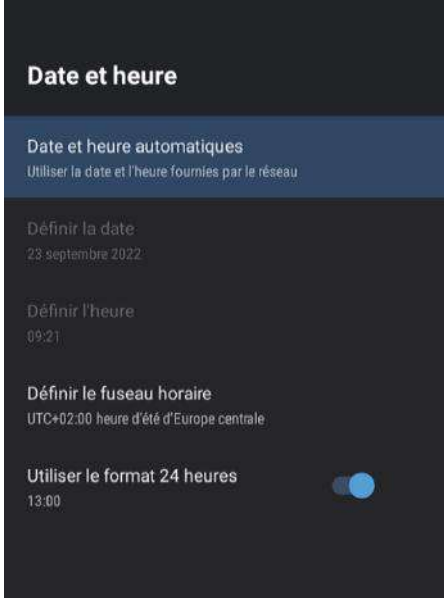 Date et heure
Date et heure automatiques
Utiliser la date et l'heure fournies par le réseau
Définir la date
23 septembre 2022
Définir l'heure
09:21
Définir le fuseau horaire
UTC+02:00 heure d'été d'Europe centrale
Utiliser le format 24 heures
13:00